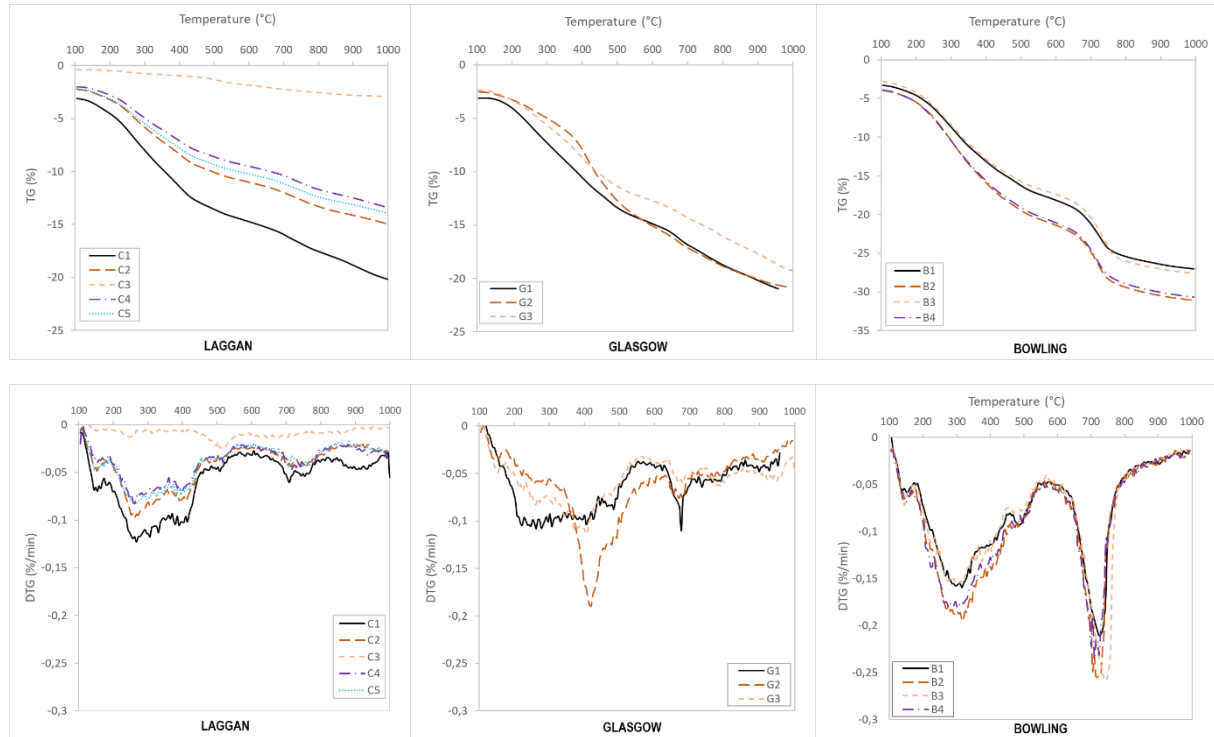 Temperature (°C)
100 200 300 400 500 600 700 800 900 1000
0
-5
-10
-15
-20
-25
TG (%)
C1
C2
C3
C4
C5
LAGGAN
Temperature (°C)
100 200 300 400 500 600 700 800 900 1000
0
-5
-10
-15
-20
-25
TG (%)
G1
G2
G3
GLASGOW
Temperature (°C)
100 200 300 400 500 600 700 800 900 1000
0
-5
-10
-15
-20
-25
-30
-35
TG (%)
B1
B2
B3
B4
BOWLING
Temperature (°C)
100 200 300 400 500 600 700 800 900 1000
0
-0,05
-0,1
-0,15
-0,2
-0,25
-0,3
DTG (%/min)
C1
C2
C3
C4
C5
LAGGAN
Temperature (°C)
100 200 300 400 500 600 700 800 900 1000
0
-0,05
-0,1
-0,15
-0,2
-0,25
-0,3
DTG (%/min)
G1
G2
G3
GLASGOW
Temperature (°C)
100 200 300 400 500 600 700 800 900 1000
0
-0,05
-0,1
-0,15
-0,2
-0,25
-0,3
DTG (%/min)
B1
B2
B3
B4
BOWLING